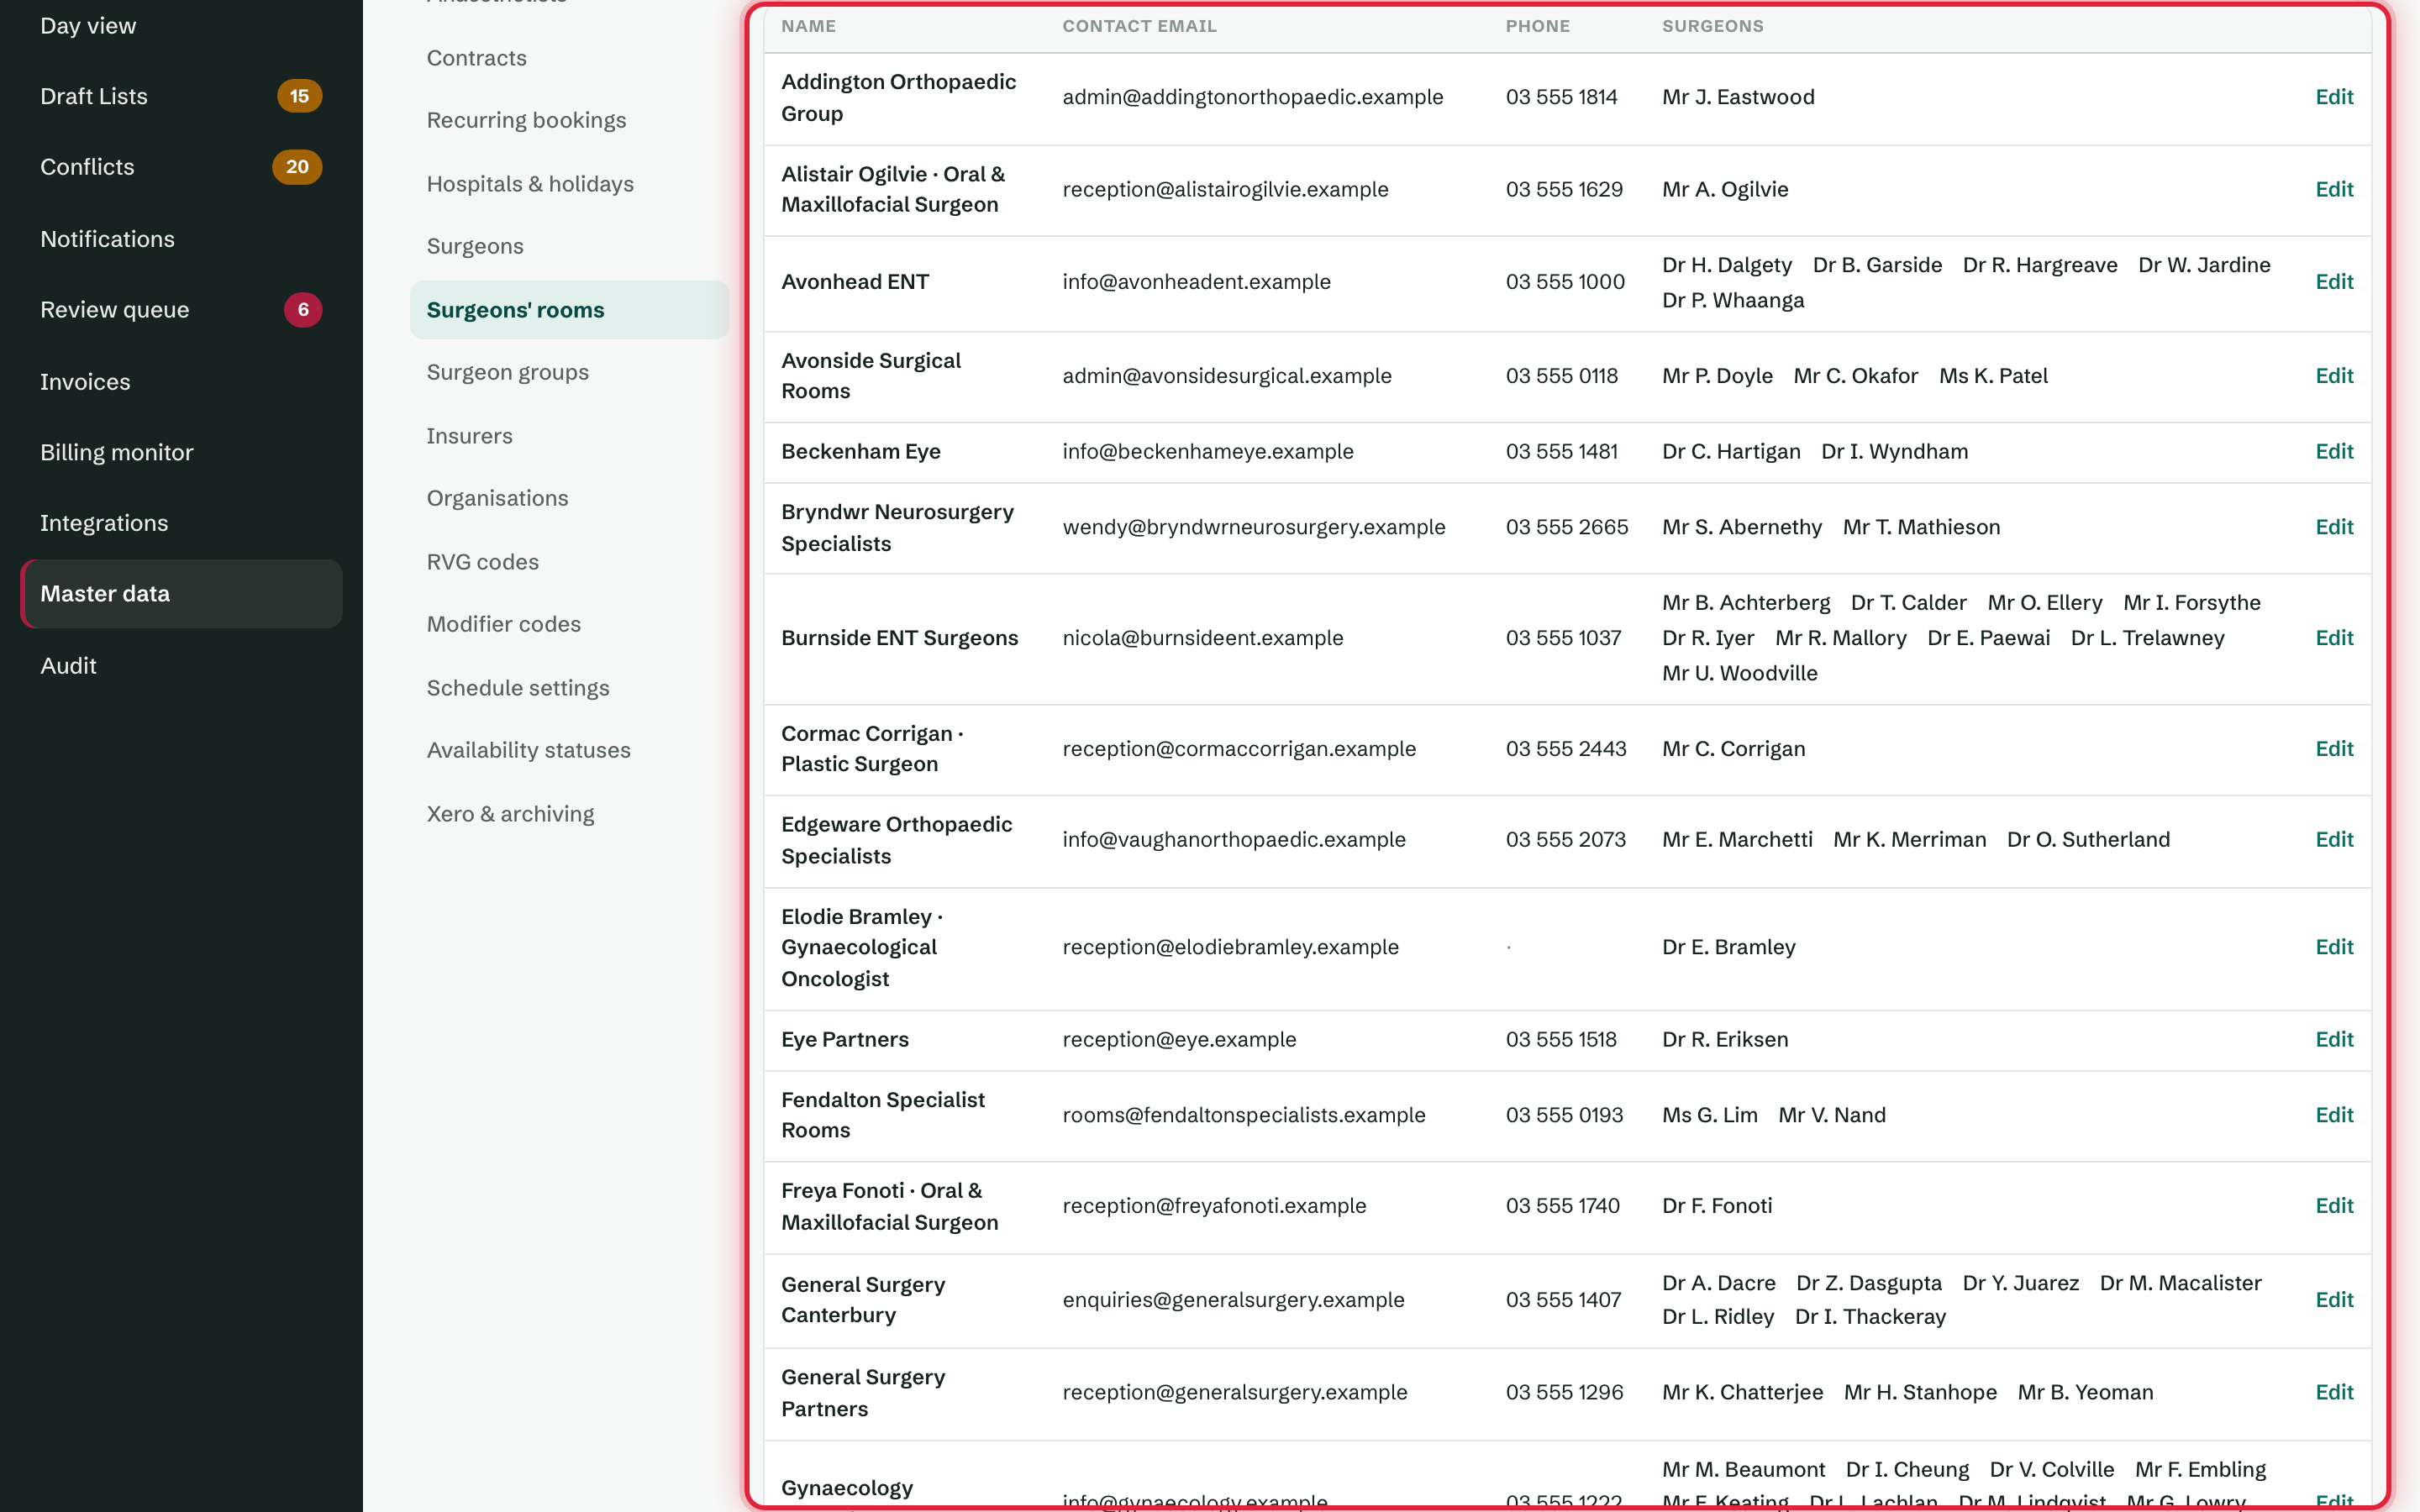 Day view
Draft Lists 15
Conflicts 20
Notifications
Review queue 6
Invoices
Billing monitor
Integrations
Master data
Audit
Contracts
Recurring bookings
Hospitals & holidays
Surgeons
Surgeons' rooms
Surgeon groups
Insurers
Organisations
RVG codes
Modifier codes
Schedule settings
Availability statuses
Xero & archiving
NAME CONTACT EMAIL PHONE SURGEONS
Addington Orthopaedic
Group
admin@addingtonorthopaedic.example 03 555 1814 Mr J. Eastwood Edit
Alistair Ogilvie · Oral &
Maxillofacial Surgeon
reception@alistairogilvie.example 03 555 1629 Mr A. Ogilvie Edit
Avonhead ENT info@avonheadent.example 03 555 1000
Dr H. Dalgety Dr B. Garside Dr R. Hargreave Dr W. Jardine
Dr P. Whaanga
Edit
Avonside Surgical
Rooms
admin@avonsidesurgical.example 03 555 0118 Mr P. Doyle Mr C. Okafor Ms K. Patel Edit
Beckenham Eye info@beckenhameye.example 03 555 1481 Dr C. Hartigan Dr I. Wyndham Edit
Bryndwr Neurosurgery
Specialists
wendy@bryndwrneurosurgery.example 03 555 2665 Mr S. Abernethy Mr T. Mathieson Edit
Burnside ENT Surgeons nicola@burnsideent.example 03 555 1037
Mr B. Achterberg Dr T. Calder Mr O. Ellery Mr I. Forsythe
Dr R. Iyer Mr R. Mallory Dr E. Paewai Dr L. Trelawney
Mr U. Woodville
Edit
Cormac Corrigan ·
Plastic Surgeon
reception@cormaccorrigan.example 03 555 2443 Mr C. Corrigan Edit
Edgeware Orthopaedic
Specialists
info@vaughanorthopaedic.example 03 555 2073 Mr E. Marchetti Mr K. Merriman Dr O. Sutherland Edit
Elodie Bramley ·
Gynaecological
Oncologist
reception@elodiebramley.example · Dr E. Bramley Edit
Eye Partners reception@eye.example 03 555 1518 Dr R. Eriksen Edit
Fendalton Specialist
Rooms
rooms@fendaltonspecialists.example 03 555 0193 Ms G. Lim Mr V. Nand Edit
Freya Fonoti · Oral &
Maxillofacial Surgeon
reception@freyafonoti.example 03 555 1740 Dr F. Fonoti Edit
General Surgery
Canterbury
enquiries@generalsurgery.example 03 555 1407
Dr A. Dacre Dr Z. Dasgupta Dr Y. Juarez Dr M. Macalister
Dr L. Ridley Dr I. Thackeray
Edit
General Surgery
Partners
reception@generalsurgery.example 03 555 1296 Mr K. Chatterjee Mr H. Stanhope Mr B. Yeoman Edit
Gynaecology
info@gynaecology.example 03 555 1222
Mr M. Beaumont Dr I. Cheung Dr V. Colville Mr F. Embling
Mr F. Keating Dr L. Lachlan Dr M. Lindqvist Mr G. Lowry
Edit